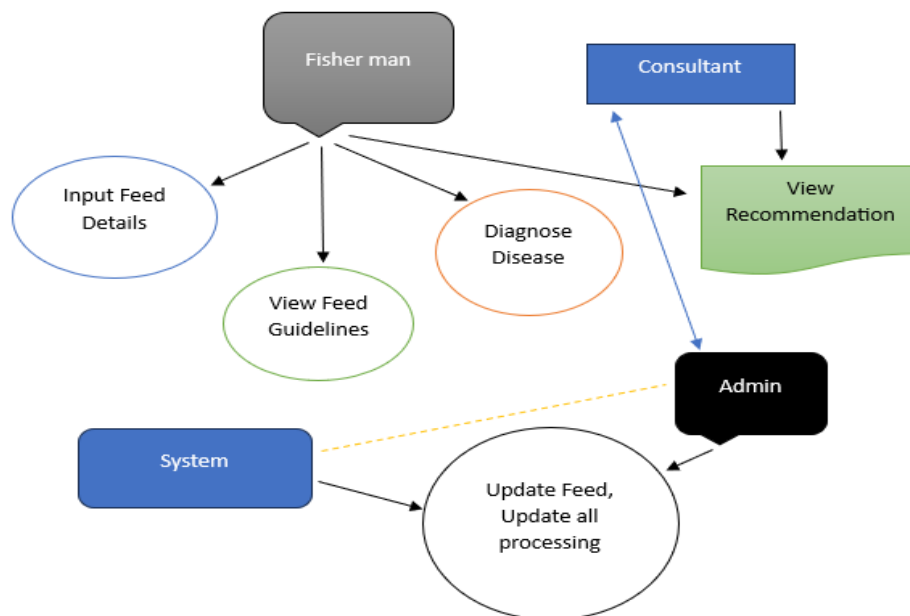 Fisher man
Consultant
Input Feed
Details
View Feed
Guidelines
Diagnose
Disease
View
Recommendation
Admin
System
Update Feed,
Update all
processing